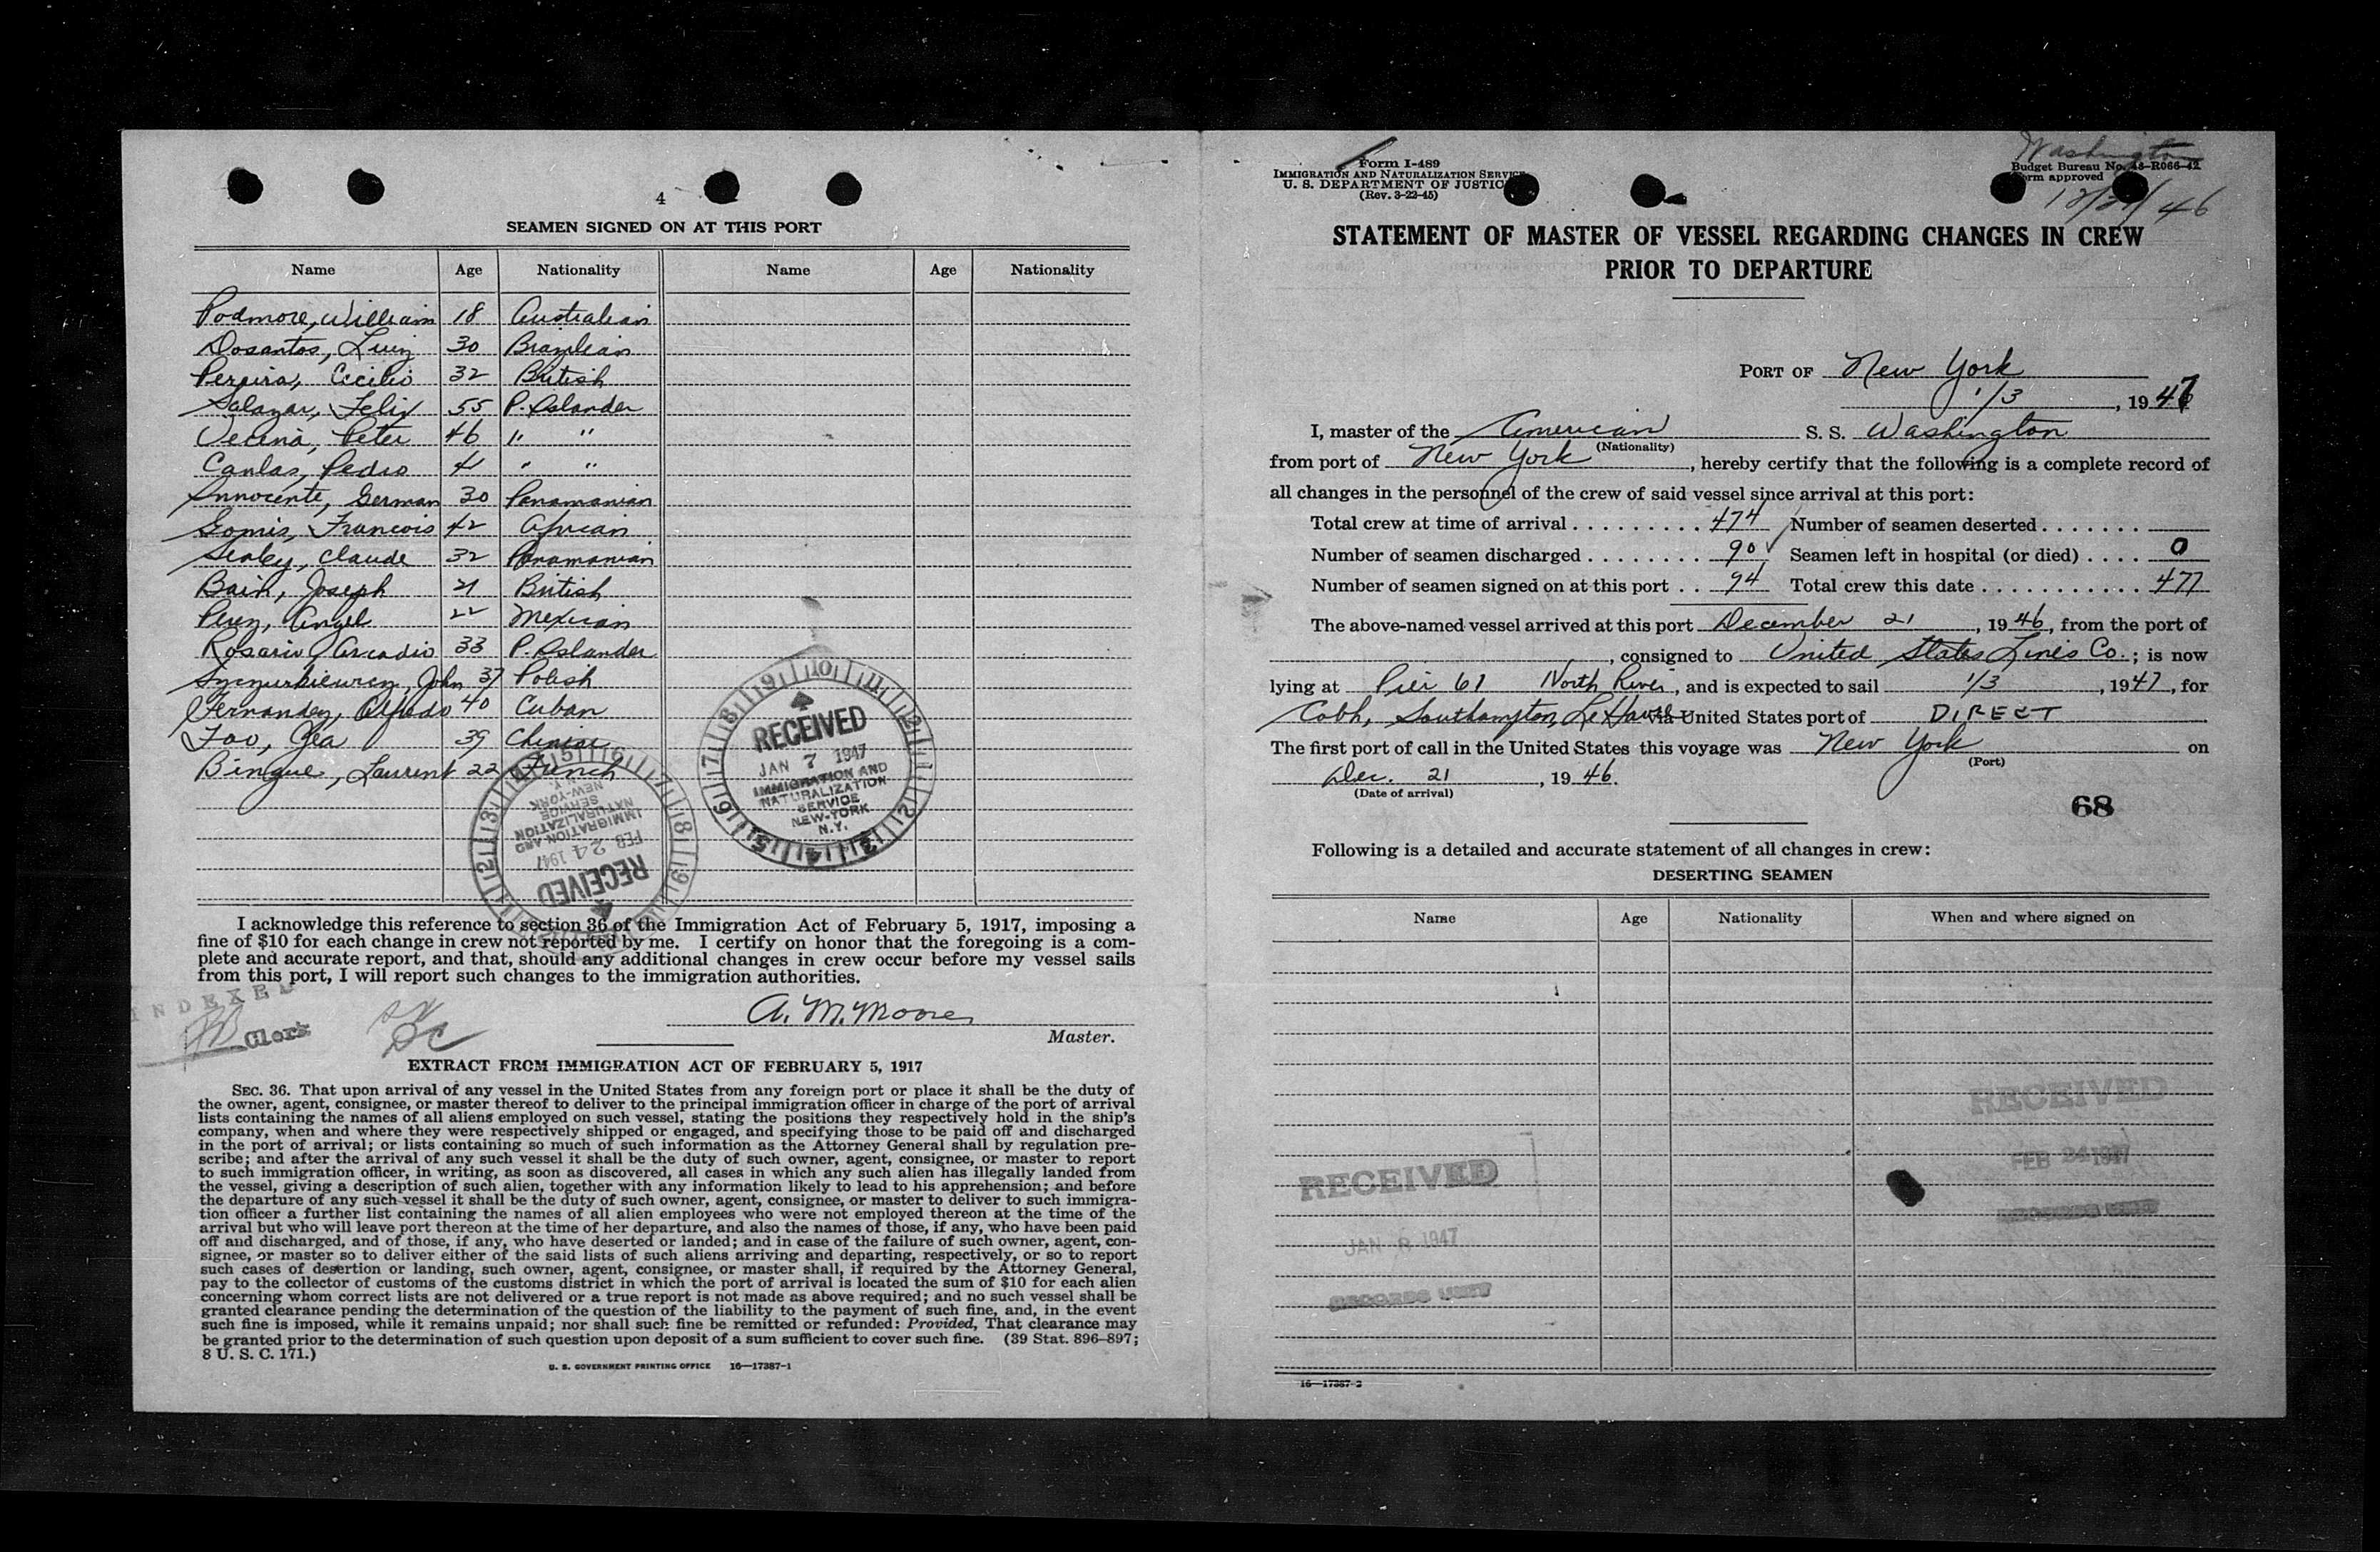 4
SEAMEN SIGNED ON AT THIS PORT
Name Age Nationality Name Age Nationality
Podmore, William 18 Australian
Dosantos, Luiz 30 Brazilian
Pereira, Cecilio 32 British
Salazar, Felix 55 P. Islander
Peter 46 " "
Canlas, Pedro 41 " "
Innocente, German 30 Panamanian
Gomis, Francois 42 African
Sealey, Claude 32 Panamanian
Bain, Joseph 21 British
Perez, Angel 22 Mexican
Rosario Arcadio 33 P. Islander
John 37 Polish
Fernandez, Alfredo 40 Cuban
Foo, 39 Chinese
Bingue, Laurent 22 French
RECEIVED
JAN 7 1947
IMMIGRATION AND
NATURALIZATION
SERVICE
NEW-YORK
N.Y.
RECEIVED
FEB 24 1947
IMMIGRATION AND
NATURALIZATION
SERVICE
NEW-YORK
I acknowledge this reference to section 36 of the Immigration Act of February 5, 1917, imposing a
fine of $10 for each change in crew not reported by me. I certify on honor that the foregoing is a com-
plete and accurate report, and that, should any additional changes in crew occur before my vessel sails
from this port, I will report such changes to the immigration authorities.
INDEXED
Clerk
A. M. Moore
Master.
EXTRACT FROM IMMIGRATION ACT OF FEBRUARY 5, 1917
SEC. 36. That upon arrival of any vessel in the United States from any foreign port or place it shall be the duty of
the owner, agent, consignee, or master thereof to deliver to the principal immigration officer in charge of the port of arrival
lists containing the names of all aliens employed on such vessel, stating the positions they respectively hold in the ship's
company, when and where they were respectively shipped or engaged, and specifying those to be paid off and discharged
in the port of arrival; or lists containing so much of such information as the Attorney General shall by regulation pre-
scribe; and after the arrival of any such vessel it shall be the duty of such owner, agent, consignee, or master to report
to such immigration officer, in writing, as soon as discovered, all cases in which any such alien has illegally landed from
the vessel, giving a description of such alien, together with any information likely to lead to his apprehension; and before
the departure of any such vessel it shall be the duty of such owner, agent, consignee, or master to deliver to such immigra-
tion officer a further list containing the names of all alien employees who were not employed thereon at the time of the
arrival but who will leave port thereon at the time of her departure, and also the names of those, if any, who have been paid
off and discharged, and of those, if any, who have deserted or landed; and in case of the failure of such owner, agent, con-
signee, or master so to deliver either of the said lists of such aliens arriving and departing, respectively, or so to report
such cases of desertion or landing, such owner, agent, consignee, or master shall, if required by the Attorney General,
pay to the collector of customs of the customs district in which the port of arrival is located the sum of $10 for each alien
concerning whom correct lists are not delivered or a true report is not made as above required; and no such vessel shall be
granted clearance pending the determination of the question of the liability to the payment of such fine, and, in the event
such fine is imposed, while it remains unpaid; nor shall such fine be remitted or refunded: Provided, That clearance may
be granted prior to the determination of such question upon deposit of a sum sufficient to cover such fine. (39 Stat. 896–897;
8 U. S. C. 171.)
U. S. GOVERNMENT PRINTING OFFICE 16—17387-1
Form I-489
IMMIGRATION AND NATURALIZATION SERVICE
U. S. DEPARTMENT OF JUSTICE
(Rev. 3-22-45)
Washington
Budget Bureau No. 43-R066-42
Form approved
12/21/46
STATEMENT OF MASTER OF VESSEL REGARDING CHANGES IN CREW
PRIOR TO DEPARTURE
PORT OF New York
1/3, 1947
I, master of the American S. S. Washington
(Nationality)
from port of New York, hereby certify that the following is a complete record of
all changes in the personnel of the crew of said vessel since arrival at this port:
Total crew at time of arrival . . . . . . . . . 474 Number of seamen deserted . . . . . . .
Number of seamen discharged . . . . . . . . 90 Seamen left in hospital (or died) . . . . 0
Number of seamen signed on at this port . . 94 Total crew this date . . . . . . . . . . . 477
The above-named vessel arrived at this port December 21, 1946, from the port of
, consigned to United States Lines Co.; is now
lying at Pier 61 North River, and is expected to sail 1/3, 1947, for
Cobh, Southampton, Le Havre via United States port of DIRECT
The first port of call in the United States this voyage was New York on
(Port)
Dec. 21, 1946.
(Date of arrival)
68
Following is a detailed and accurate statement of all changes in crew:
DESERTING SEAMEN
Name Age Nationality When and where signed on
RECEIVED
FEB 24 1947
RECORDS UNIT
RECEIVED
JAN 8 1947
RECORDS UNIT
16—17387-2